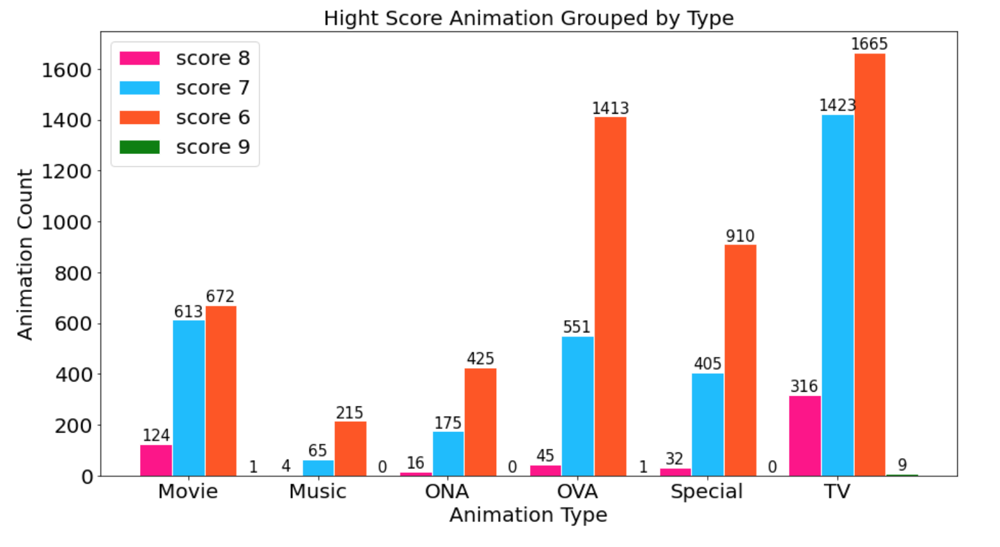 Hight Score Animation Grouped by Type
score 8
score 7
score 6
score 9
Animation Count
1600
1400
1200
1000
800
600
400
200
0
124
613
672
1
4
65
215
0
16
175
425
0
45
551
1413
1
32
405
910
0
316
1423
1665
9
Movie
Music
ONA
OVA
Special
TV
Animation Type